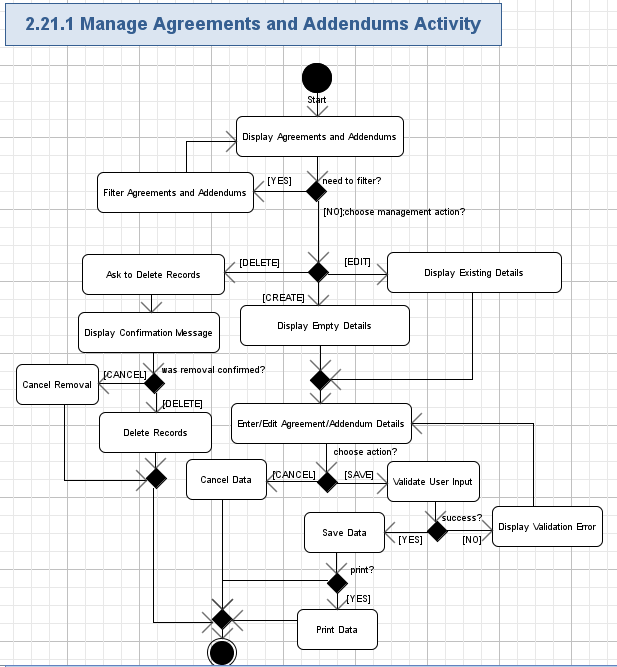 2.21.1 Manage Agreements and Addendums Activity
Start
Display Agreements and Addendums
need to filter?
[YES]
Filter Agreements and Addendums
[NO];choose management action?
[DELETE]
[EDIT]
Ask to Delete Records
Display Existing Details
[CREATE]
Display Empty Details
Display Confirmation Message
was removal confirmed?
[CANCEL]
Cancel Removal
[DELETE]
Delete Records
Enter/Edit Agreement/Addendum Details
choose action?
[CANCEL]
[SAVE]
Cancel Data
Validate User Input
success?
Display Validation Error
Save Data
[YES]
[NO]
print?
[YES]
Print Data